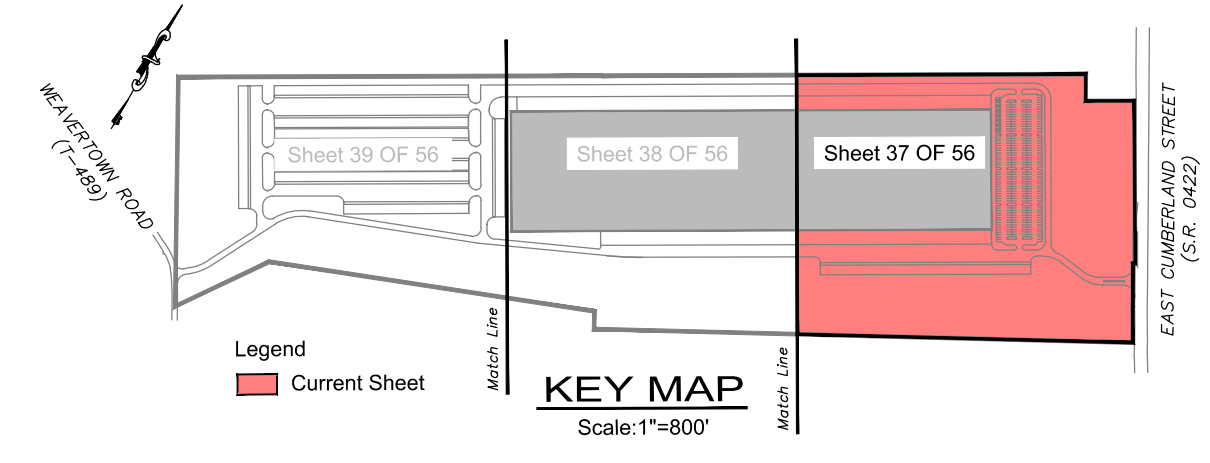 WEAVERTOWN ROAD
(T-489)
Sheet 39 OF 56
Sheet 38 OF 56
Sheet 37 OF 56
EAST CUMBERLAND STREET
(S.R. 0422)
Match Line
Match Line
Legend
Current Sheet
KEY MAP
Scale:1"=800'